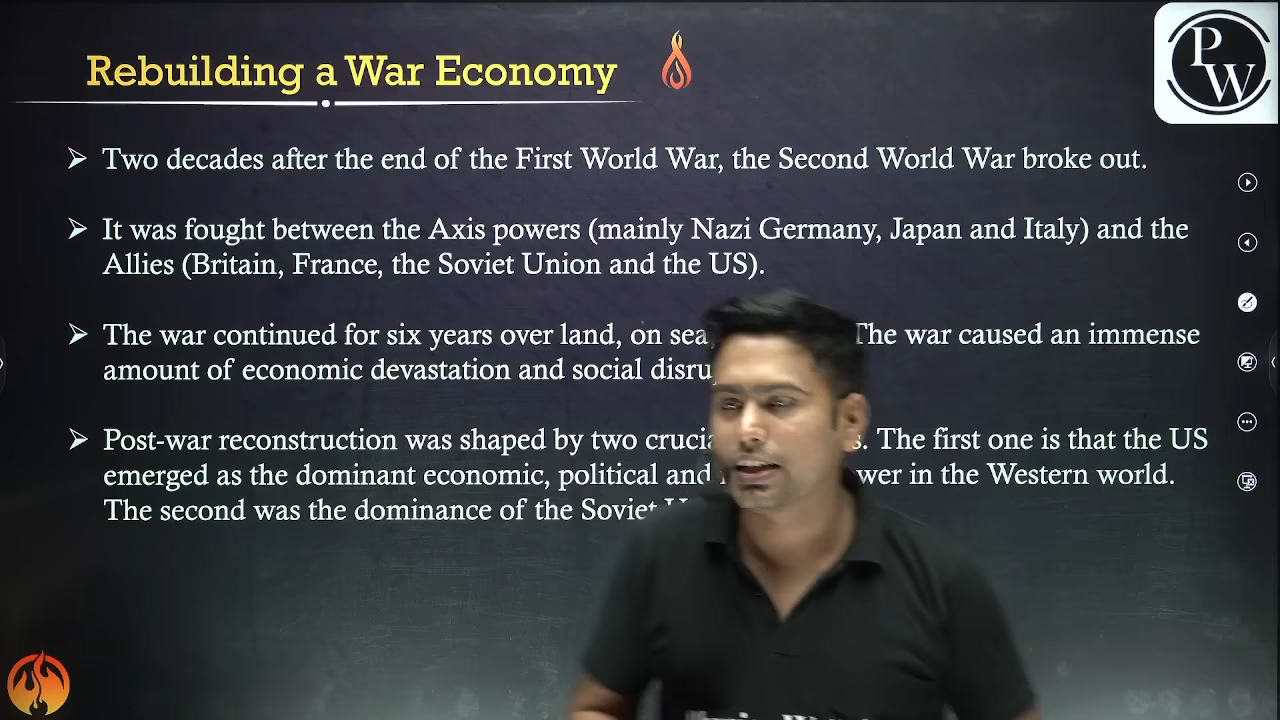 Rebuilding a War Economy
PW
Two decades after the end of the First World War, the Second World War broke out.
It was fought between the Axis powers (mainly Nazi Germany, Japan and Italy) and the
Allies (Britain, France, the Soviet Union and the US).
The war continued for six years over land, on sea, The war caused an immense
amount of economic devastation and social
Post-war reconstruction was shaped by two The first one is that the US
emerged as the dominant economic, political and in the Western world.
The second was the dominance of the Soviet